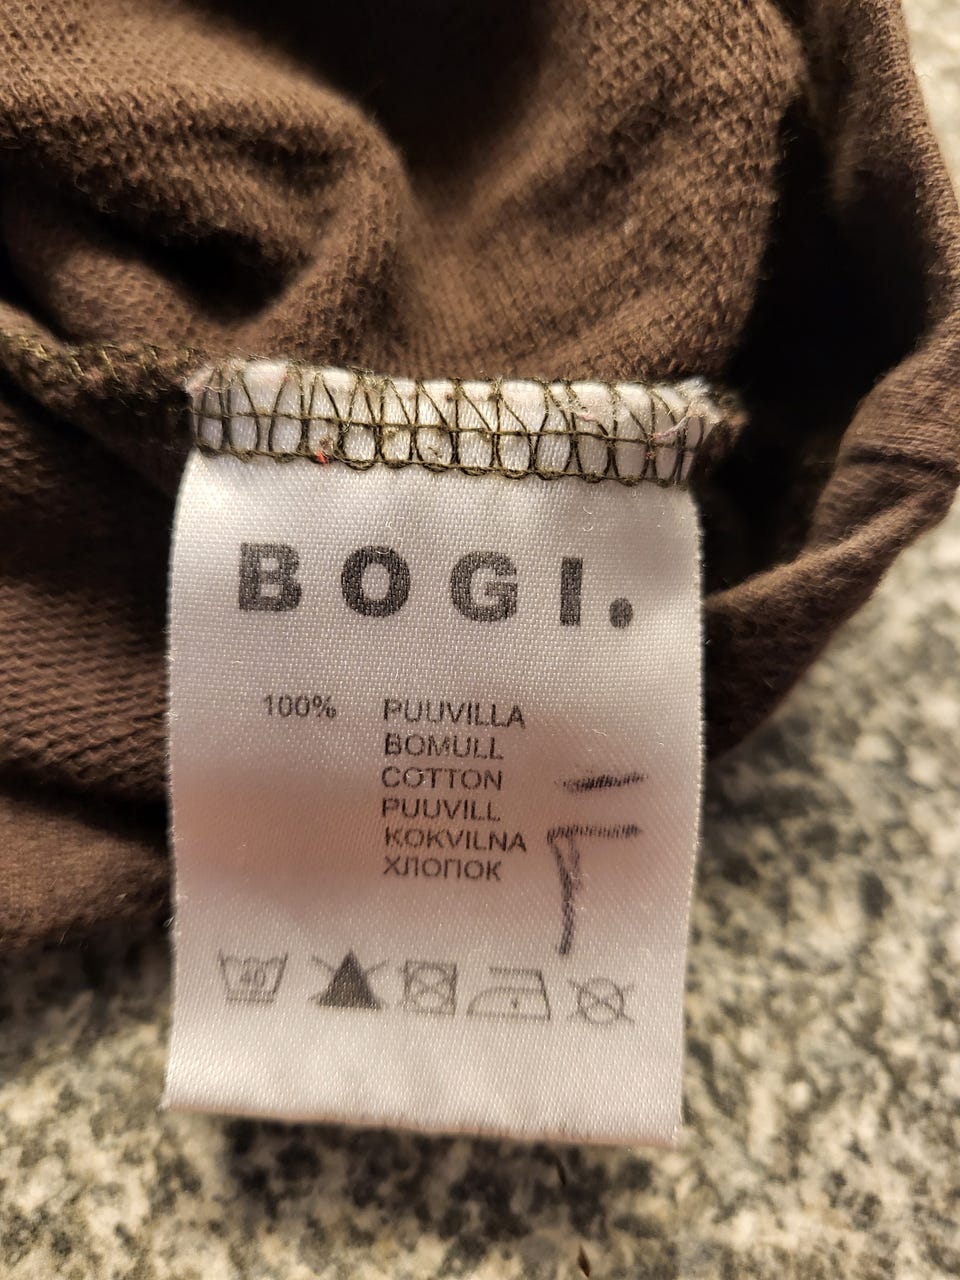 BOGI.
100% PUUVILLA
BOMULL
COTTON
PUUVILL
KOKVILNA
ХЛОПОК
40